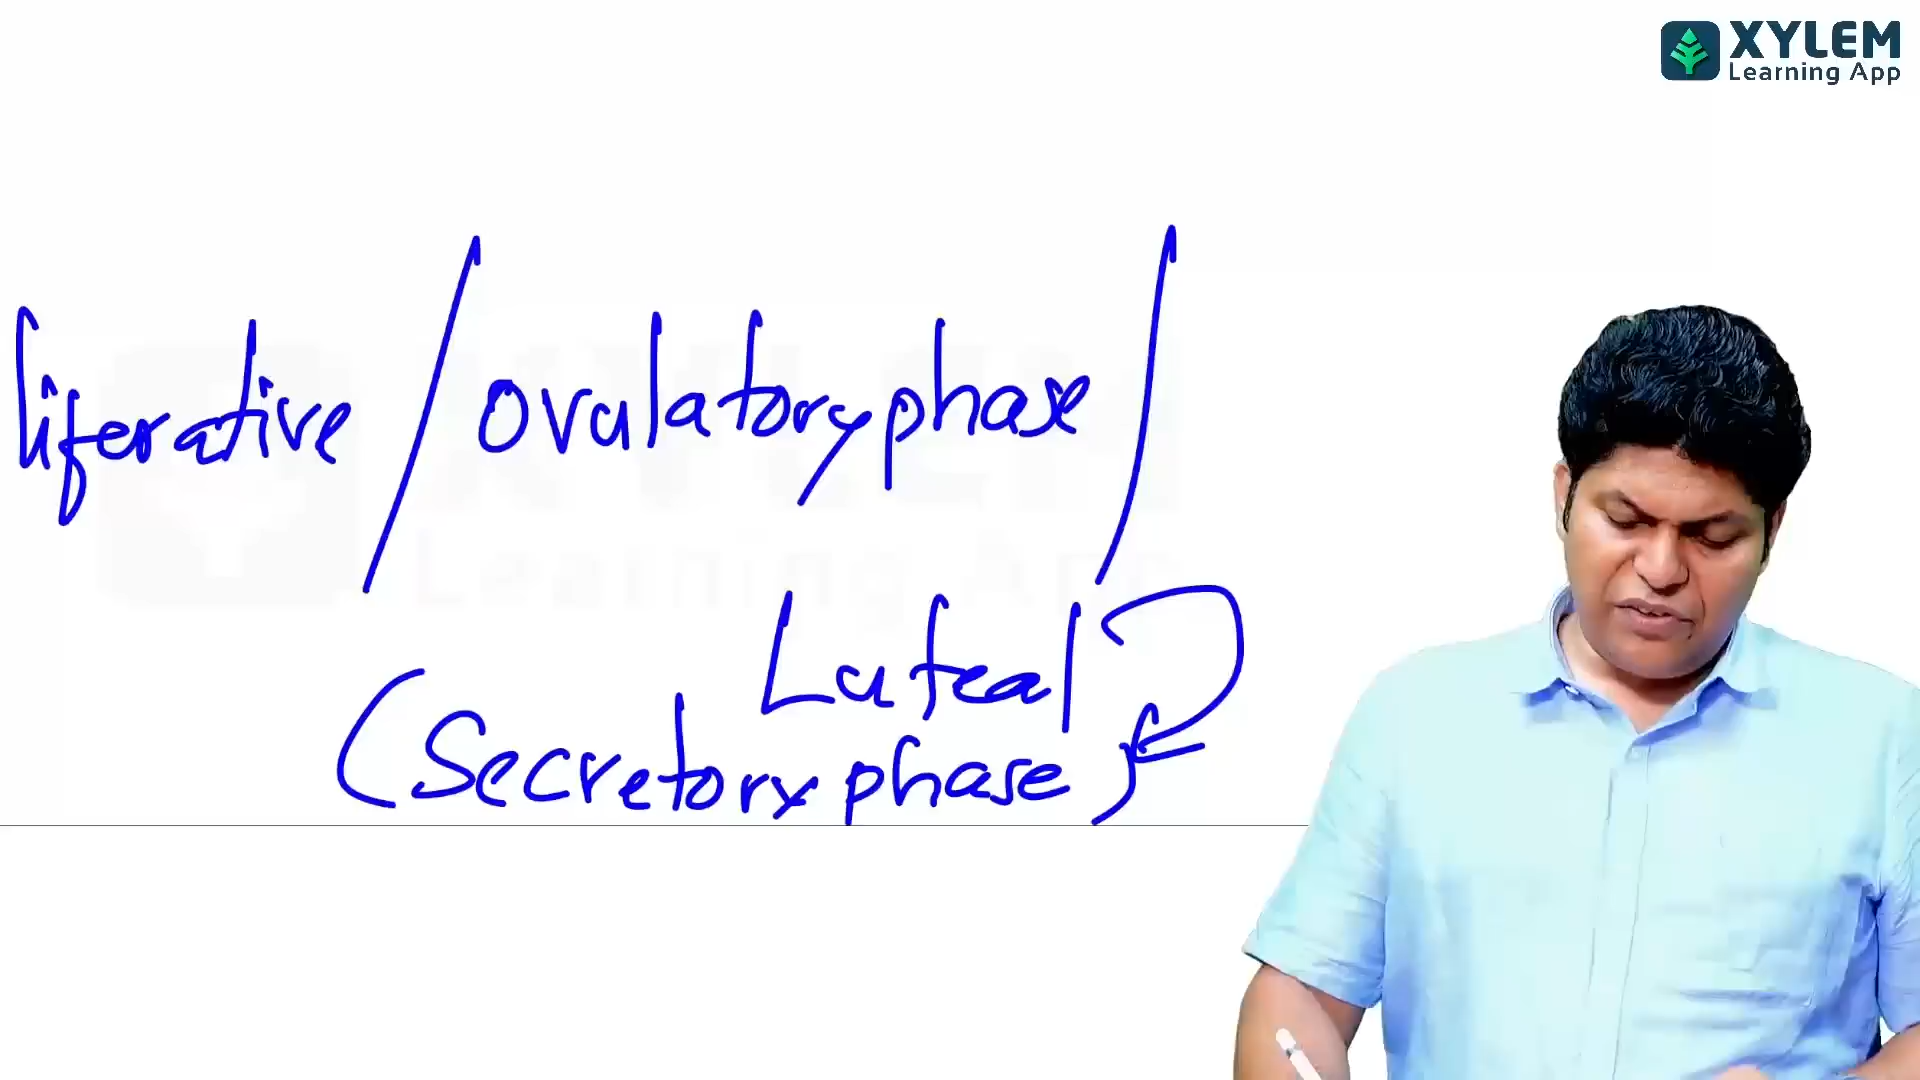 XYLEM
Learning App
liferative / ovulatory phase /
Luteal
(Secretory phase)